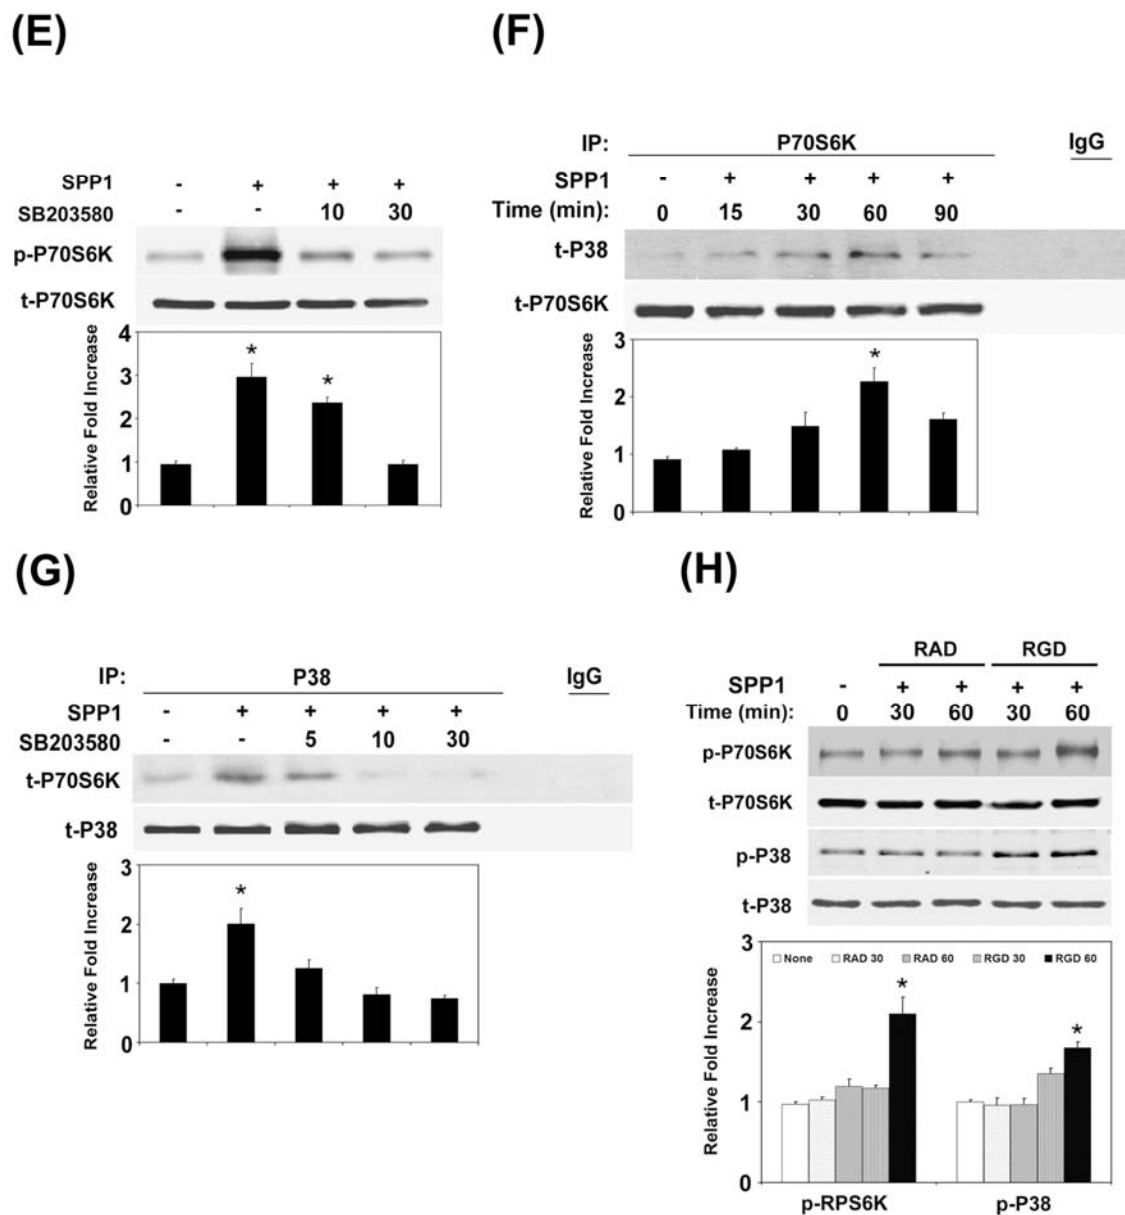 (E)
SPP1 - + + +
SB203580 - - 10 30
p-P70S6K
t-P70S6K
Relative Fold Increase
4
3
2
1
0
* *
(F)
IP: P70S6K IgG
SPP1 - + + + +
Time (min): 0 15 30 60 90
t-P38
t-P70S6K
Relative Fold Increase
3
2
1
0
*
(G)
IP: P38 IgG
SPP1 - + + + +
SB203580 - - 5 10 30
t-P70S6K
t-P38
Relative Fold Increase
3
2
1
0
*
(H)
RAD RGD
SPP1 - + + + +
Time (min): 0 30 60 30 60
p-P70S6K
t-P70S6K
p-P38
t-P38
Relative Fold Increase
3
2
1
0
None RAD 30 RAD 60 RGD 30 RGD 60
* *
p-RPS6K p-P38